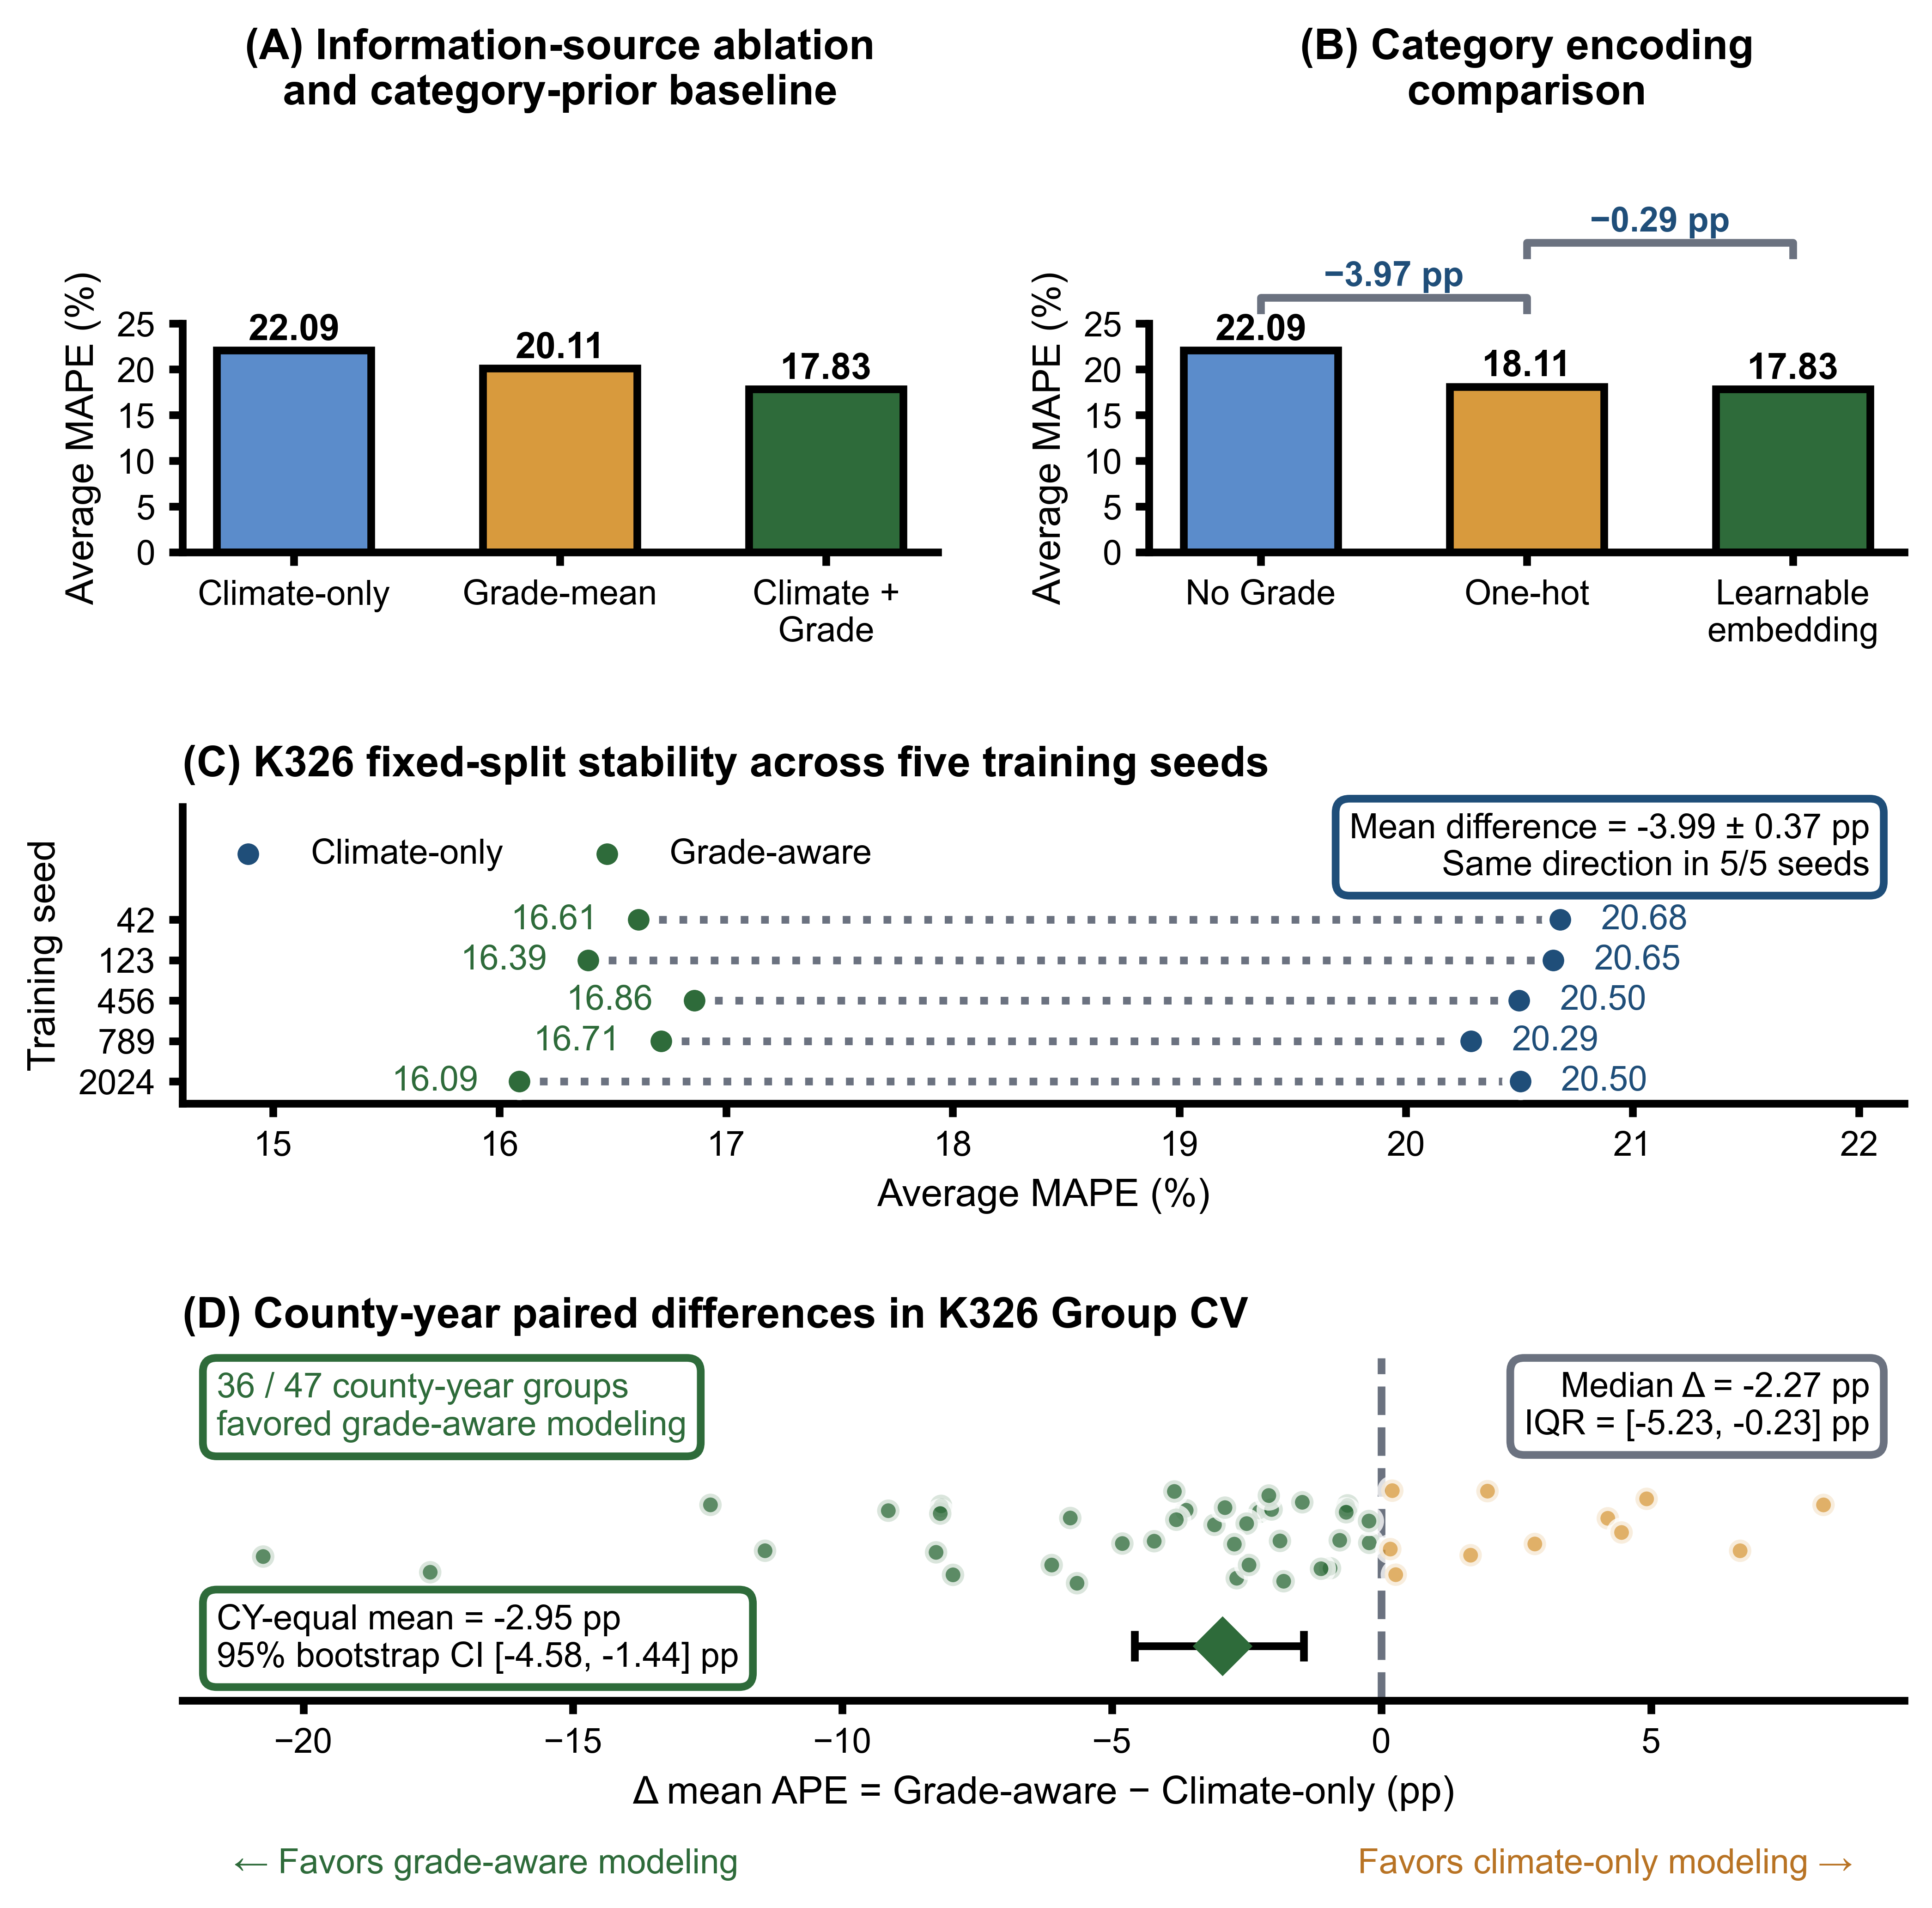 (A) Information-source ablation
and category-prior baseline
Average MAPE (%)
25
20
15
10
5
0
22.09
20.11
17.83
Climate-only
Grade-mean
Climate +
Grade
(B) Category encoding
comparison
−0.29 pp
−3.97 pp
Average MAPE (%)
25
20
15
10
5
0
22.09
18.11
17.83
No Grade
One-hot
Learnable
embedding
(C) K326 fixed-split stability across five training seeds
Climate-only
Grade-aware
Mean difference = -3.99 ± 0.37 pp
Same direction in 5/5 seeds
Training seed
42
16.61
20.68
123
16.39
20.65
456
16.86
20.50
789
16.71
20.29
2024
16.09
20.50
15
16
17
18
19
20
21
22
Average MAPE (%)
(D) County-year paired differences in K326 Group CV
36 / 47 county-year groups
favored grade-aware modeling
Median Δ = -2.27 pp
IQR = [-5.23, -0.23] pp
CY-equal mean = -2.95 pp
95% bootstrap CI [-4.58, -1.44] pp
−20
−15
−10
−5
0
5
Δ mean APE = Grade-aware − Climate-only (pp)
← Favors grade-aware modeling
Favors climate-only modeling →